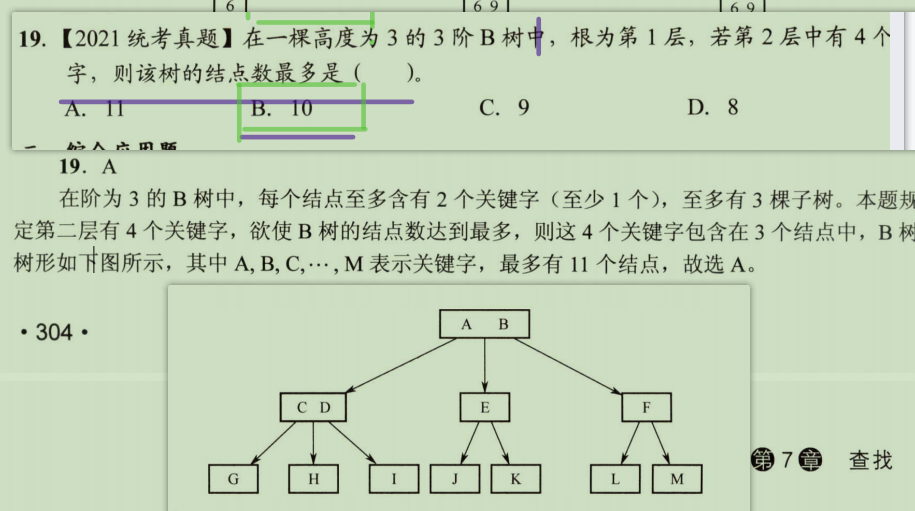 6
6 9
6 9
19.【2021 统考真题】在一棵高度为 3 的 3 阶 B 树中，根为第 1 层，若第 2 层中有 4 个
字，则该树的结点数最多是（  ）。
A. 11 B. 10 C. 9 D. 8
二 综合应用题
19. A
在阶为 3 的 B 树中，每个结点至多含有 2 个关键字（至少 1 个），至多有 3 棵子树。本题规
定第二层有 4 个关键字，欲使 B 树的结点数达到最多，则这 4 个关键字包含在 3 个结点中，B 树
树形如下图所示，其中 A, B, C,⋯, M 表示关键字，最多有 11 个结点，故选 A。
A B
·304·
C D E F
第7章 查找
G H I J K L M